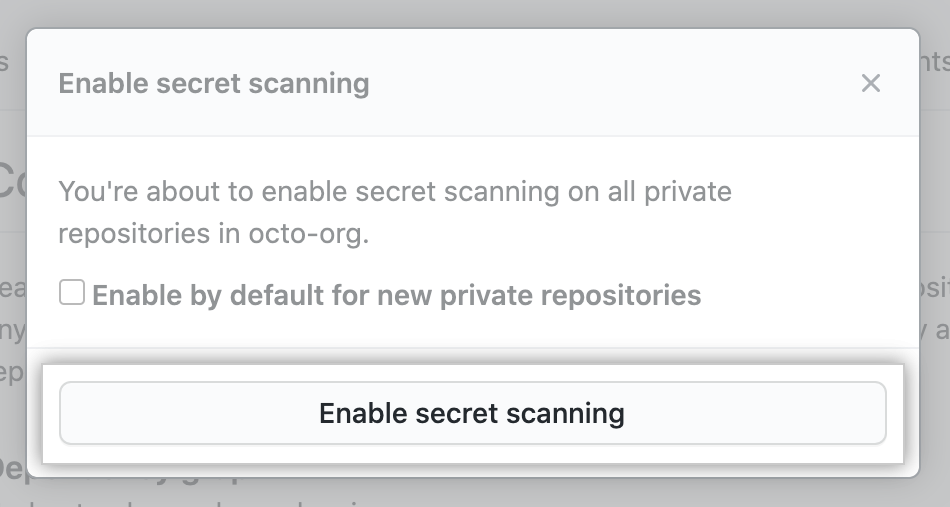 Enable secret scanning
You're about to enable secret scanning on all private
repositories in octo-org.
Enable by default for new private repositories
Enable secret scanning